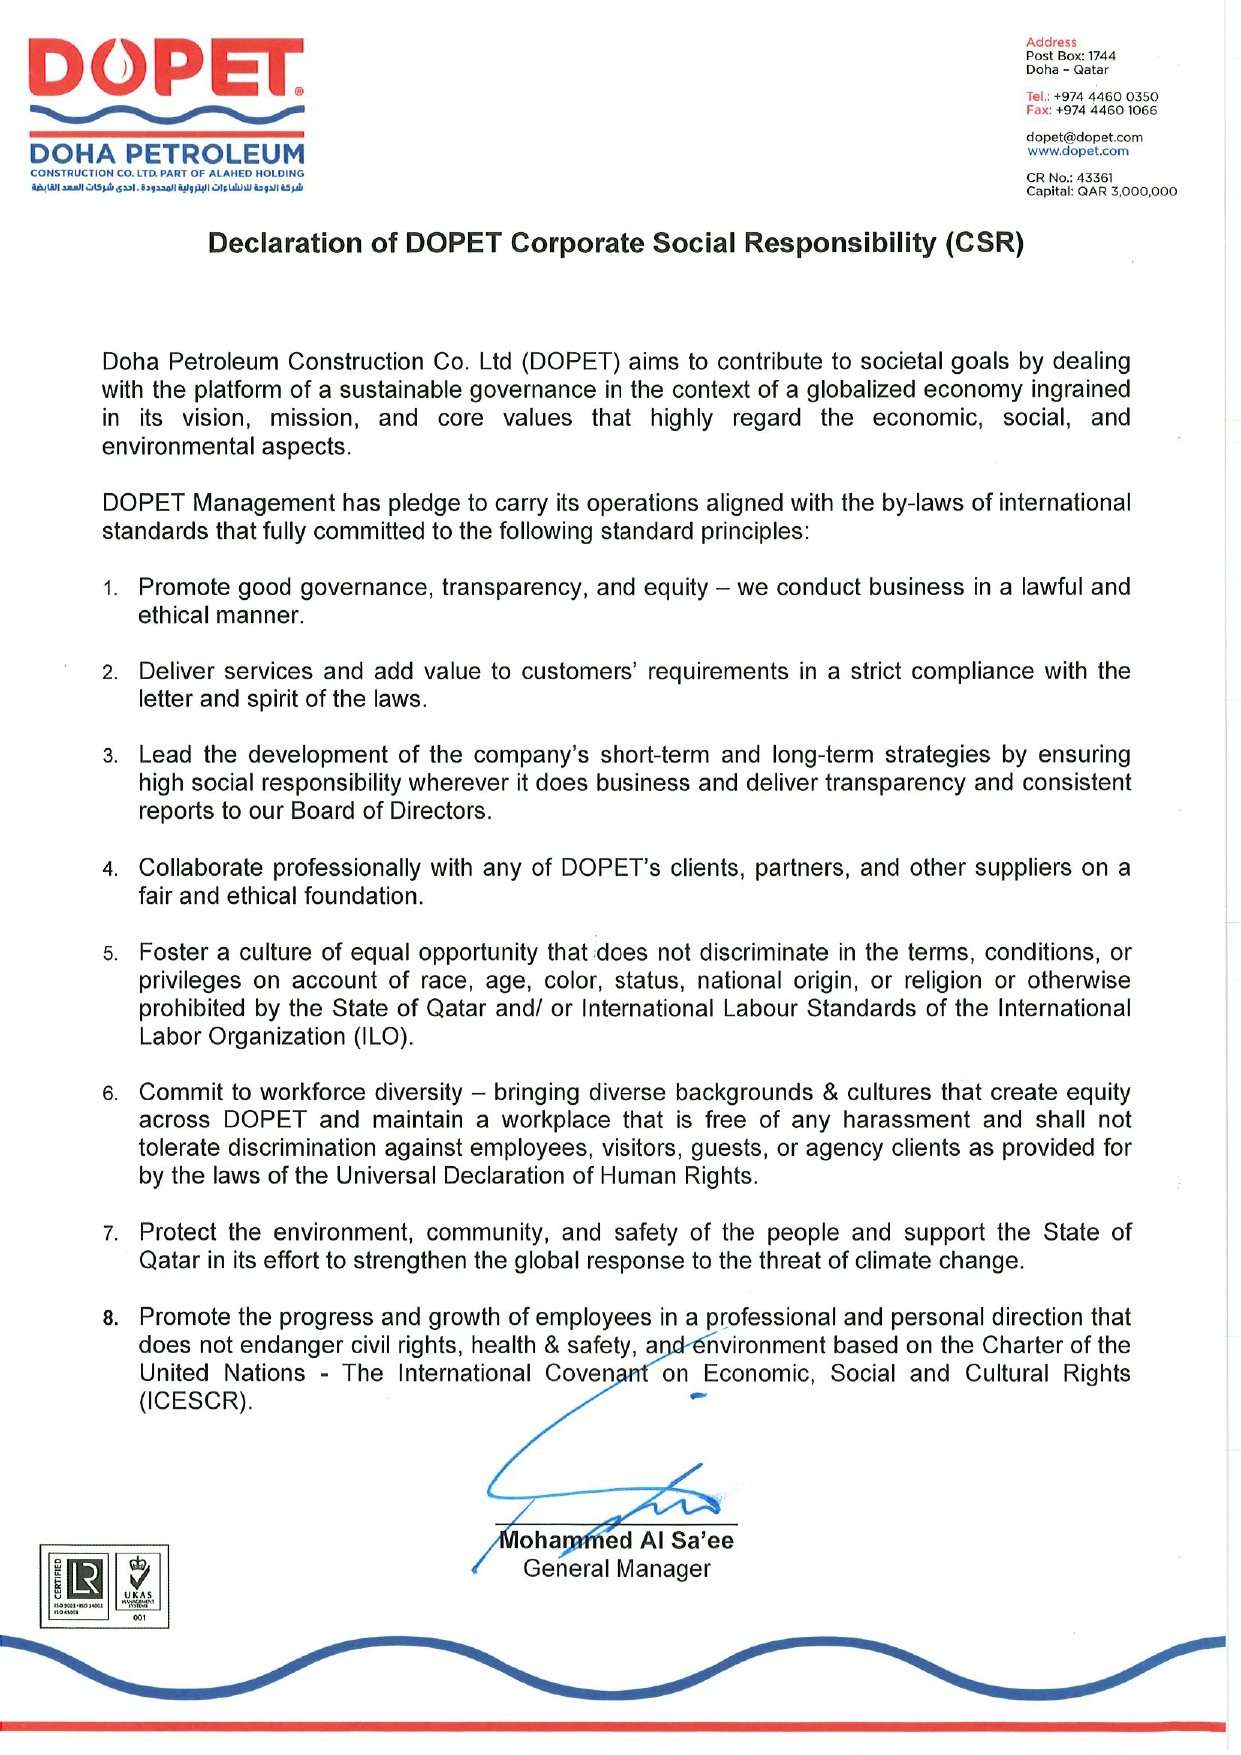 DOPET®
DOHA PETROLEUM
CONSTRUCTION CO. LTD. PART OF ALAHED HOLDING
شركة الدوحة للانشاءات البترولية المحدودة . احدى شركات العهد القابضة
Address
Post Box: 1744
Doha – Qatar
Tel.: +974 4460 0350
Fax: +974 4460 1066
dopet@dopet.com
www.dopet.com
CR No.: 43361
Capital: QAR 3,000,000
Declaration of DOPET Corporate Social Responsibility (CSR)
Doha Petroleum Construction Co. Ltd (DOPET) aims to contribute to societal goals by dealing
with the platform of a sustainable governance in the context of a globalized economy ingrained
in its vision, mission, and core values that highly regard the economic, social, and
environmental aspects.
DOPET Management has pledge to carry its operations aligned with the by-laws of international
standards that fully committed to the following standard principles:
1. Promote good governance, transparency, and equity – we conduct business in a lawful and
ethical manner.
2. Deliver services and add value to customers’ requirements in a strict compliance with the
letter and spirit of the laws.
3. Lead the development of the company’s short-term and long-term strategies by ensuring
high social responsibility wherever it does business and deliver transparency and consistent
reports to our Board of Directors.
4. Collaborate professionally with any of DOPET’s clients, partners, and other suppliers on a
fair and ethical foundation.
5. Foster a culture of equal opportunity that does not discriminate in the terms, conditions, or
privileges on account of race, age, color, status, national origin, or religion or otherwise
prohibited by the State of Qatar and/ or International Labour Standards of the International
Labor Organization (ILO).
6. Commit to workforce diversity – bringing diverse backgrounds & cultures that create equity
across DOPET and maintain a workplace that is free of any harassment and shall not
tolerate discrimination against employees, visitors, guests, or agency clients as provided for
by the laws of the Universal Declaration of Human Rights.
7. Protect the environment, community, and safety of the people and support the State of
Qatar in its effort to strengthen the global response to the threat of climate change.
8. Promote the progress and growth of employees in a professional and personal direction that
does not endanger civil rights, health & safety, and environment based on the Charter of the
United Nations - The International Covenant on Economic, Social and Cultural Rights
(ICESCR).
Mohammed Al Sa’ee
General Manager
CERTIFIED
LR
ISO 9001 • ISO 14001
ISO 45001
UKAS
MANAGEMENT
SYSTEMS
001